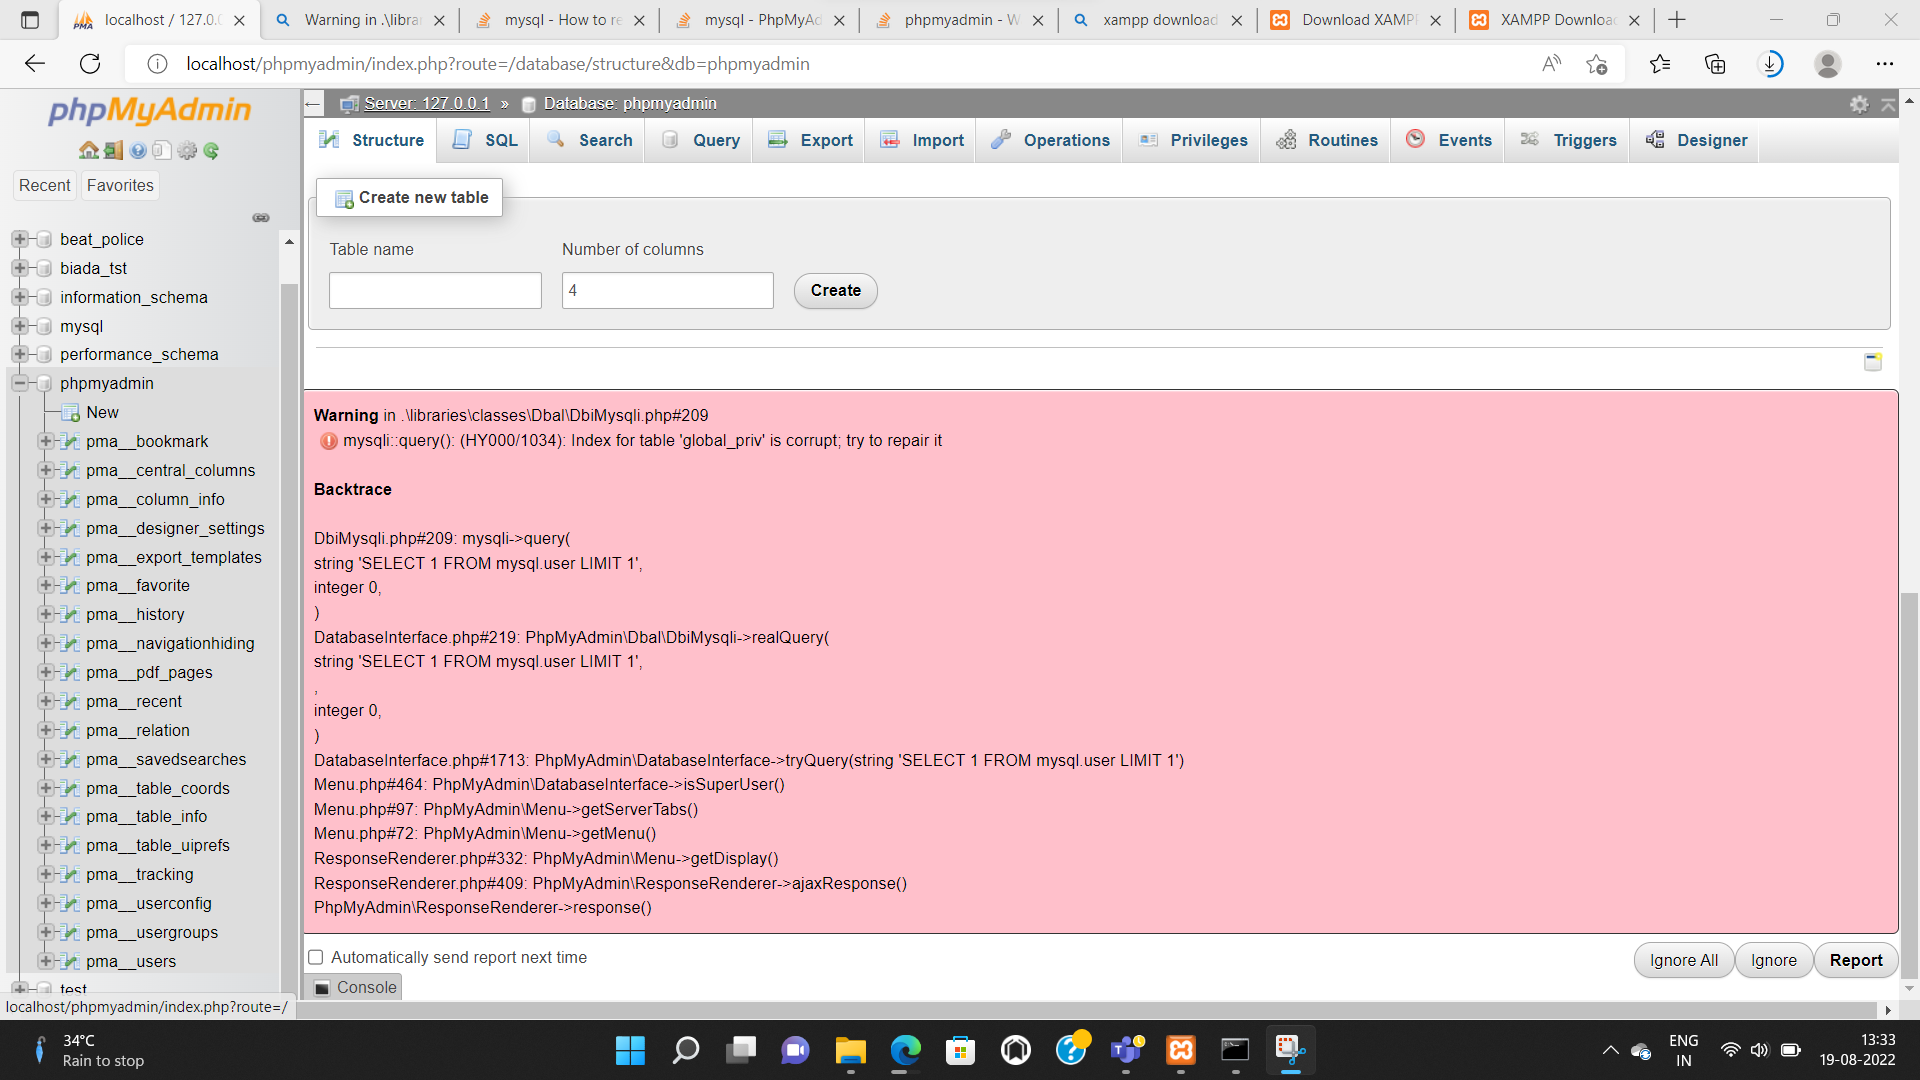 localhost / 127.0.0
Warning in .\librar
mysql - How to re
mysql - PhpMyAd
phpmyadmin - W
xampp download
Download XAMPP
XAMPP Downloa
localhost/phpmyadmin/index.php?route=/database/structure&db=phpmyadmin
phpMyAdmin
Recent
Favorites
beat_police
biada_tst
information_schema
mysql
performance_schema
phpmyadmin
New
pma__bookmark
pma__central_columns
pma__column_info
pma__designer_settings
pma__export_templates
pma__favorite
pma__history
pma__navigationhiding
pma__pdf_pages
pma__recent
pma__relation
pma__savedsearches
pma__table_coords
pma__table_info
pma__table_uiprefs
pma__tracking
pma__userconfig
pma__usergroups
pma__users
test
localhost/phpmyadmin/index.php?route=/
Server: 127.0.0.1 » Database: phpmyadmin
Structure SQL Search Query Export Import Operations Privileges Routines Events Triggers Designer
Create new table
Table name Number of columns
4 Create
Warning in .\libraries\classes\Dbal\DbiMysqli.php#209
mysqli::query(): (HY000/1034): Index for table 'global_priv' is corrupt; try to repair it
Backtrace
DbiMysqli.php#209: mysqli->query(
string 'SELECT 1 FROM mysql.user LIMIT 1',
integer 0,
)
DatabaseInterface.php#219: PhpMyAdmin\Dbal\DbiMysqli->realQuery(
string 'SELECT 1 FROM mysql.user LIMIT 1',
,
integer 0,
)
DatabaseInterface.php#1713: PhpMyAdmin\DatabaseInterface->tryQuery(string 'SELECT 1 FROM mysql.user LIMIT 1')
Menu.php#464: PhpMyAdmin\DatabaseInterface->isSuperUser()
Menu.php#97: PhpMyAdmin\Menu->getServerTabs()
Menu.php#72: PhpMyAdmin\Menu->getMenu()
ResponseRenderer.php#332: PhpMyAdmin\Menu->getDisplay()
ResponseRenderer.php#409: PhpMyAdmin\ResponseRenderer->ajaxResponse()
PhpMyAdmin\ResponseRenderer->response()
Automatically send report next time
Ignore All Ignore Report
Console
34°C
Rain to stop
ENG
IN
13:33
19-08-2022